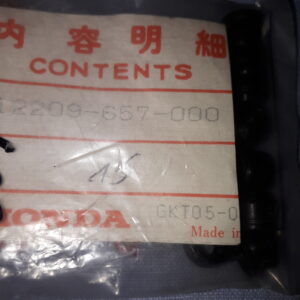 内容明細
CONTENTS
12209-657-000
15
HONDA GKT05-0
Made in